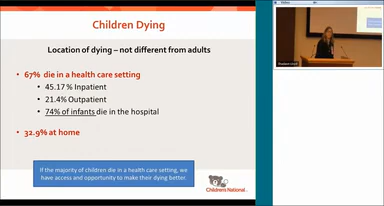 Children Dying
Location of dying – not different from adults
• 67% die in a health care setting
• 45.17 % Inpatient
• 21.4% Outpatient
• 74% of infants die in the hospital
• 32.9% at home
If the majority of children die in a health care setting, we
have access and opportunity to make their dying better.
Children's National
Video